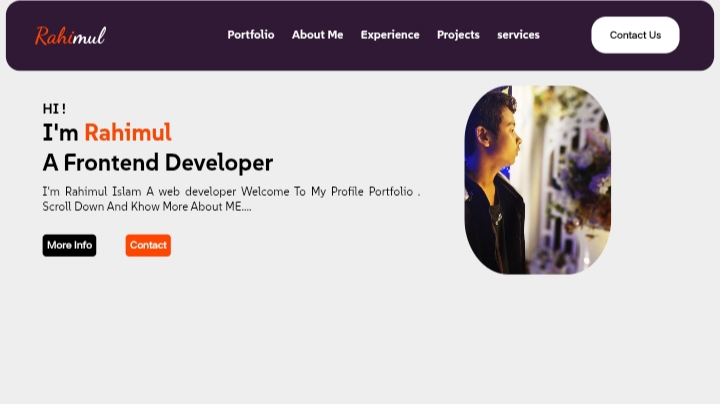 Rahimul
Portfolio About Me Experience Projects services
Contact Us
HI !
I'm Rahimul
A Frontend Developer
I'm Rahimul Islam A web developer Welcome To My Profile Portfolio .
Scroll Down And Khow More About ME....
More Info
Contact